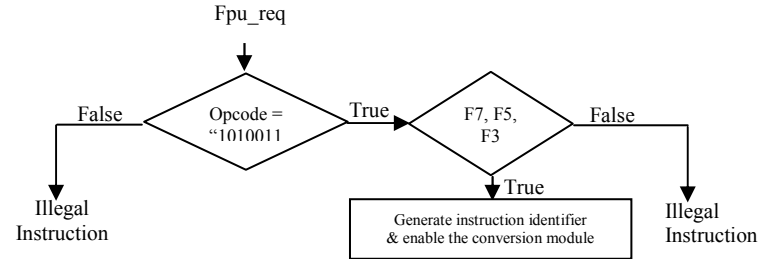 Fpu_req
False
Opcode =
“1010011
True
F7, F5,
F3
False
Illegal
Instruction
True
Generate instruction identifier
& enable the conversion module
Illegal
Instruction